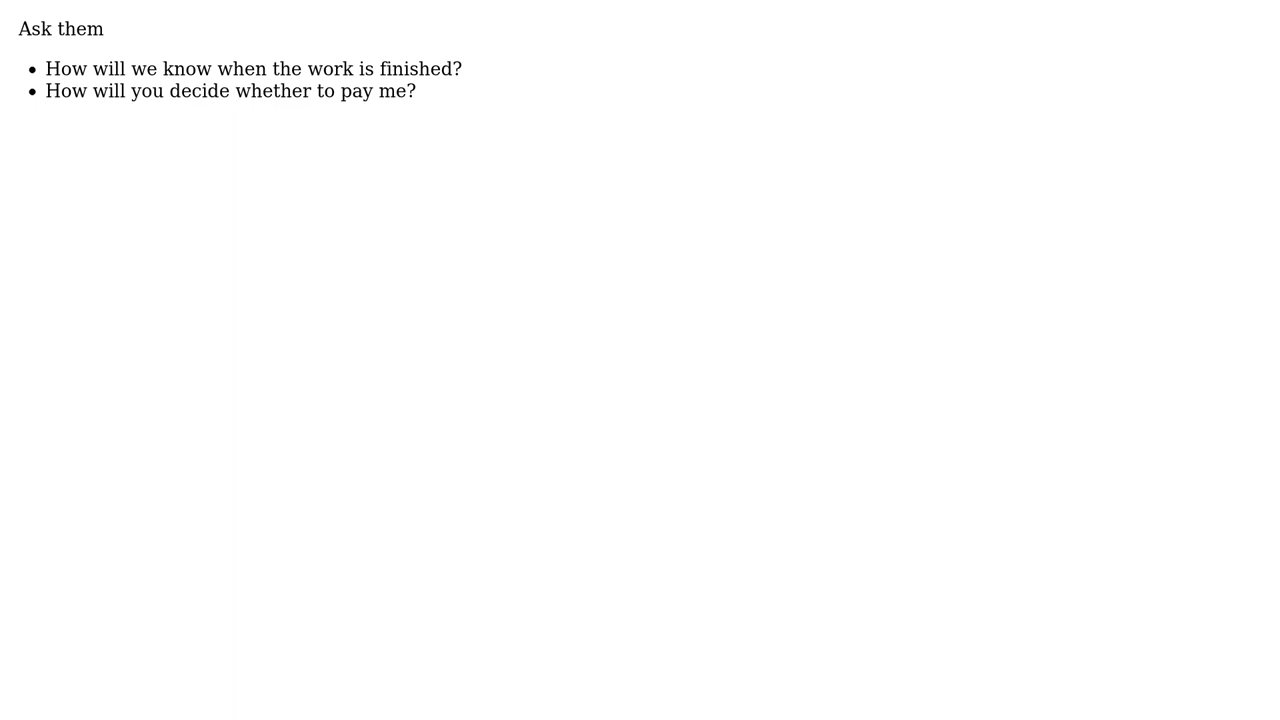 Ask them
• How will we know when the work is finished?
• How will you decide whether to pay me?